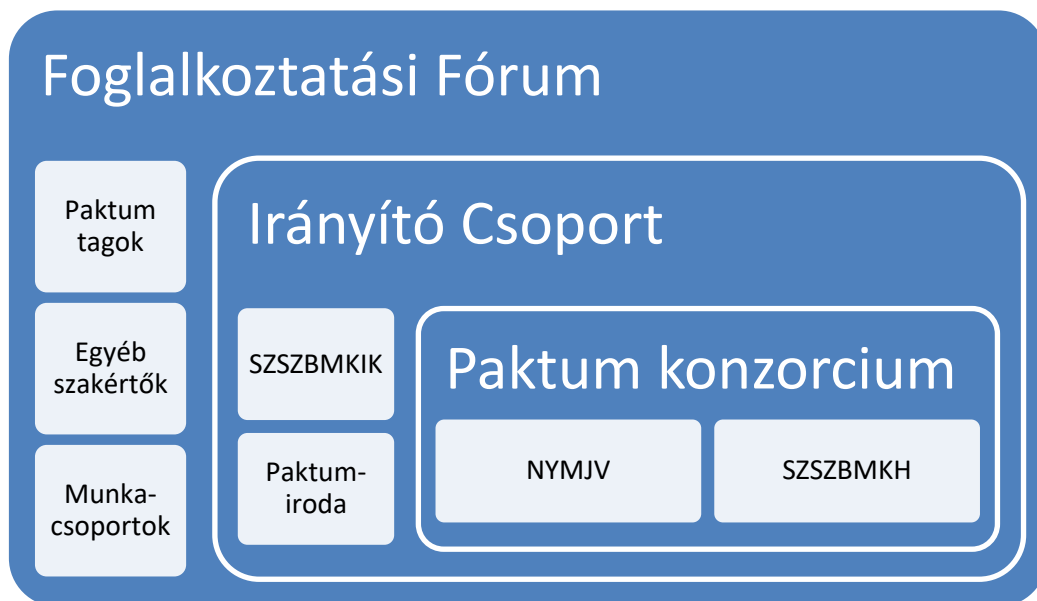 Foglalkoztatási Fórum
Paktum
tagok
Egyéb
szakértők
Munka-
csoportok
Irányító Csoport
SZSZBMKIK
Paktum-
iroda
Paktum konzorcium
NYMJV
SZSZBMKH